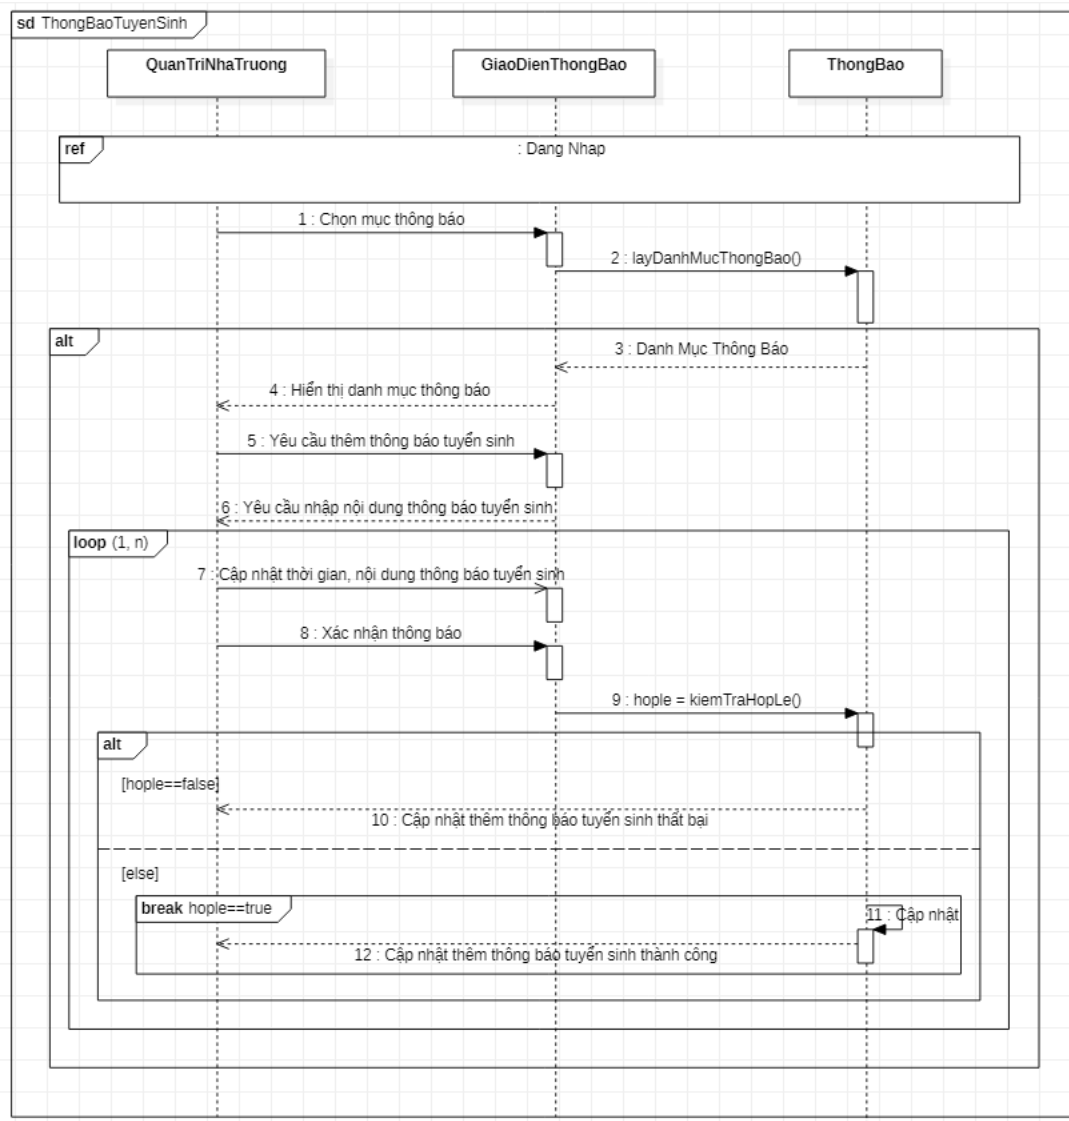 sd ThongBaoTuyenSinh
QuanTriNhaTruong
GiaoDienThongBao
ThongBao
ref
: Dang Nhap
1 : Chọn mục thông báo
2 : layDanhMucThongBao()
alt
3 : Danh Mục Thông Báo
4 : Hiển thị danh mục thông báo
5 : Yêu cầu thêm thông báo tuyển sinh
6 : Yêu cầu nhập nội dung thông báo tuyển sinh
loop (1, n)
7 : Cập nhật thời gian, nội dung thông báo tuyển sinh
8 : Xác nhận thông báo
9 : hople = kiemTraHopLe()
alt
[hople==false]
10 : Cập nhật thêm thông báo tuyển sinh thất bại
[else]
break hople==true
11 : Cập nhật
12 : Cập nhật thêm thông báo tuyển sinh thành công